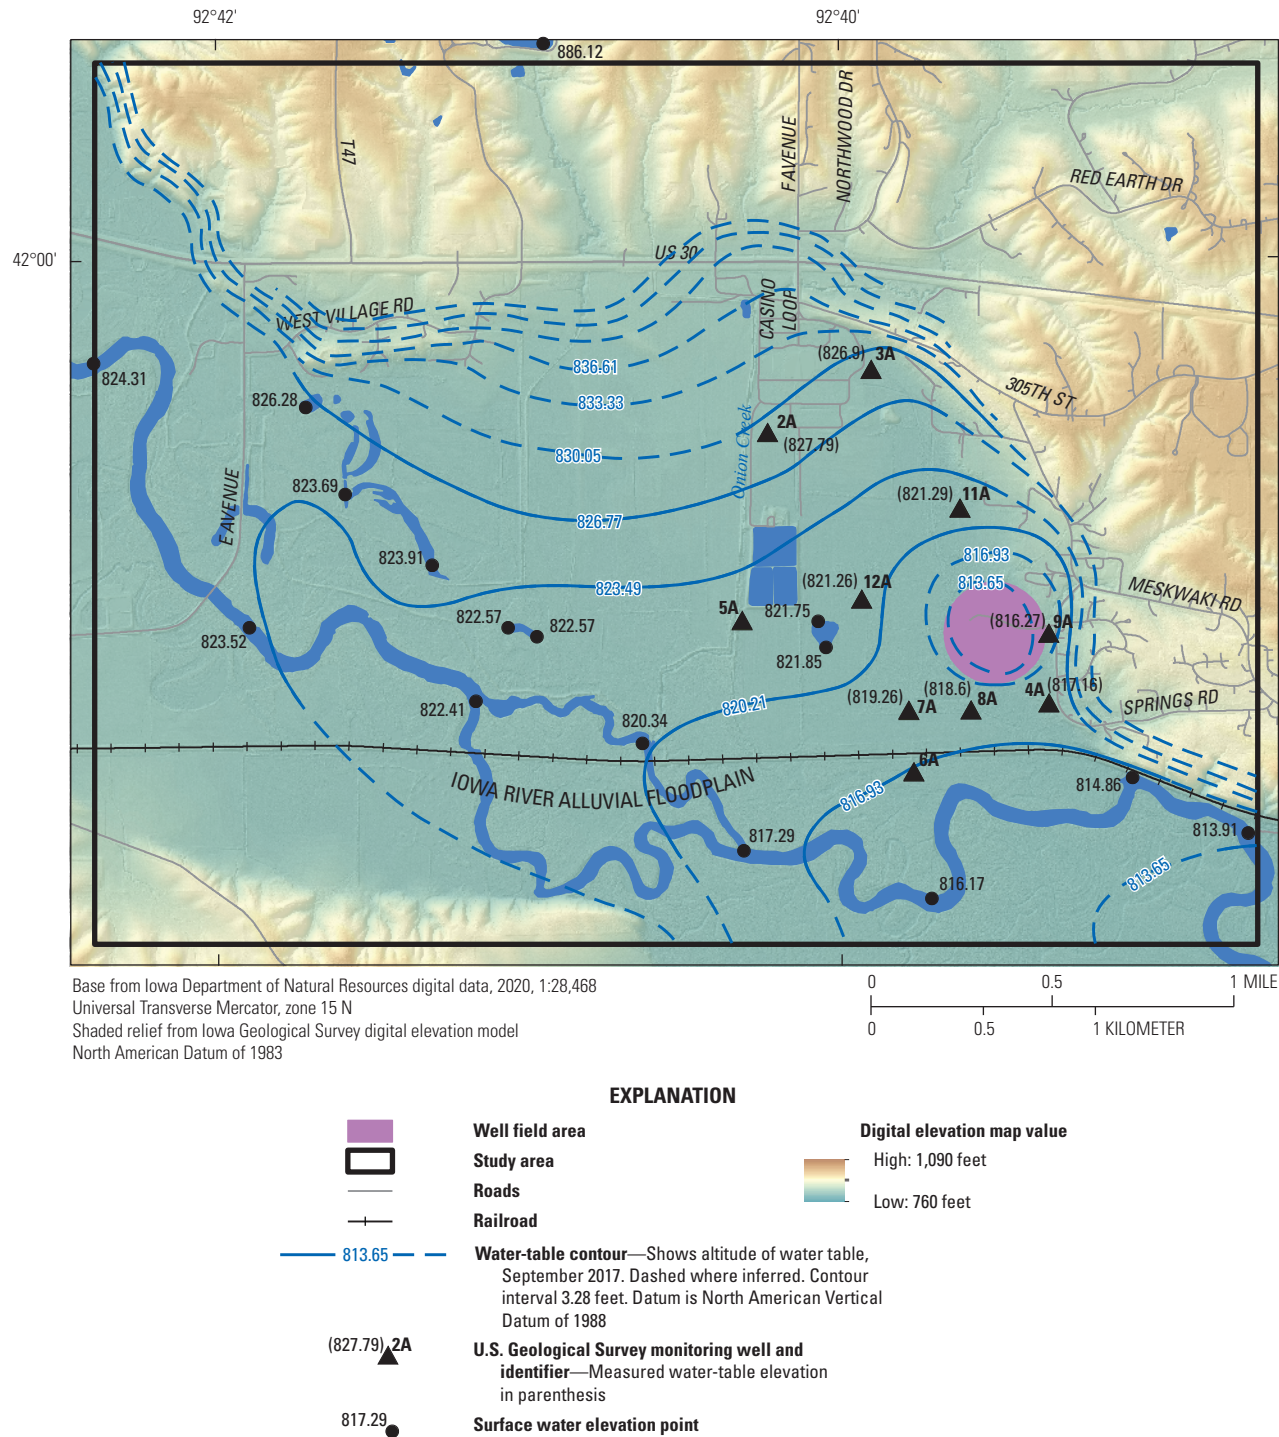 92°42'
92°40'
886.12
T47
F AVENUE
NORTHWOOD DR
RED EARTH DR
42°00'
US 30
WEST VILLAGE RD
CASINO
LOOP
836.61
(826.9) 3A
824.31
305TH ST
833.33
826.28
2A
(827.79)
Onion Creek
830.05
E AVENUE
823.69
(821.29) 11A
826.77
816.93
823.91
813.65
(821.26) 12A
MESKWAKI RD
823.49
5A
821.75
822.57
822.57
(816.27) 9A
823.52
821.85
(817.16)
4A
(818.6)
8A
(819.26)
7A
SPRINGS RD
820.21
822.41
820.34
6A
IOWA RIVER ALLUVIAL FLOODPLAIN
814.86
816.93
813.91
817.29
813.65
816.17
Base from Iowa Department of Natural Resources digital data, 2020, 1:28,468
Universal Transverse Mercator, zone 15 N
Shaded relief from Iowa Geological Survey digital elevation model
North American Datum of 1983
0 0.5 1 MILE
0 0.5 1 KILOMETER
EXPLANATION
Well field area
Study area
Roads
Railroad
Digital elevation map value
High: 1,090 feet
Low: 760 feet
813.65
Water-table contour—Shows altitude of water table,
September 2017. Dashed where inferred. Contour
interval 3.28 feet. Datum is North American Vertical
Datum of 1988
(827.79) 2A
U.S. Geological Survey monitoring well and
identifier—Measured water-table elevation
in parenthesis
817.29
Surface water elevation point